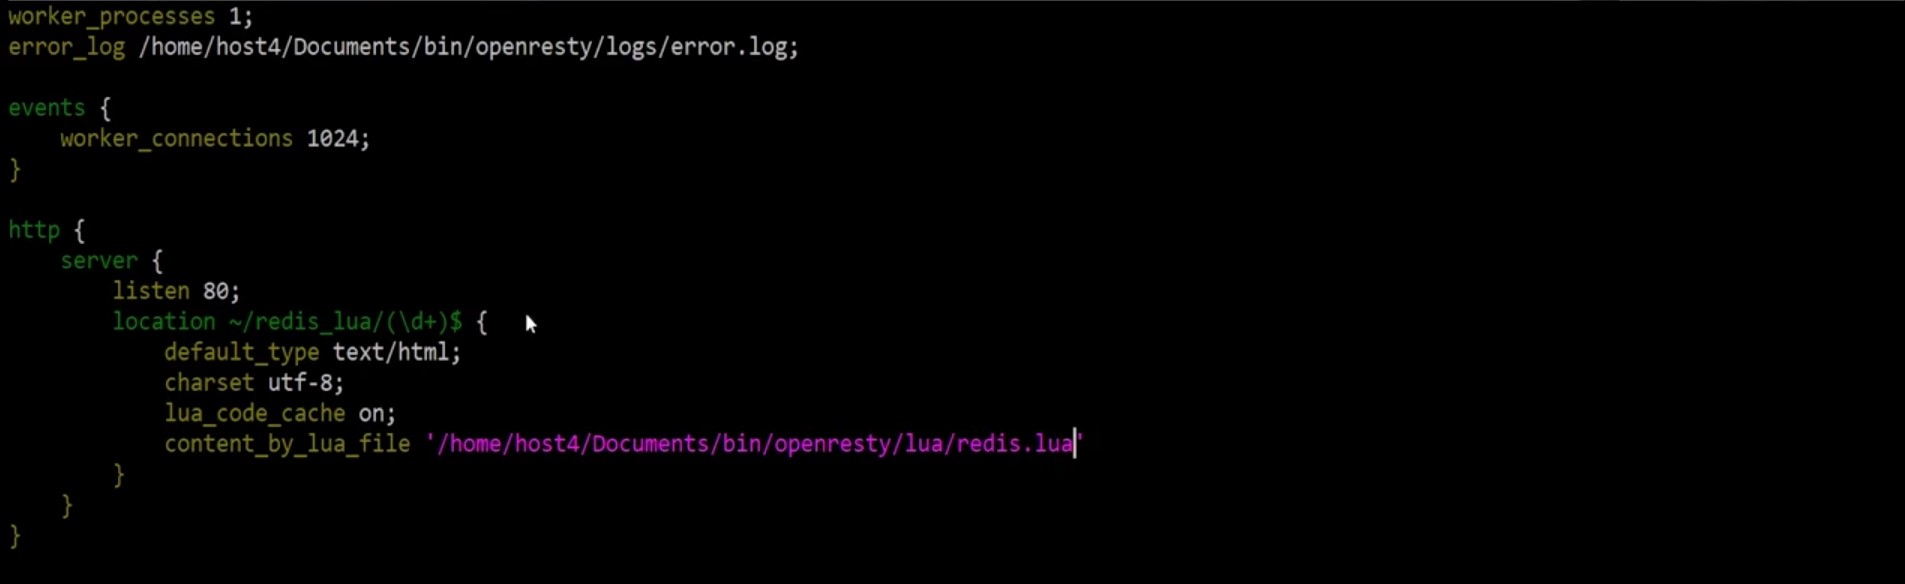 worker_processes 1;
error_log /home/host4/Documents/bin/openresty/logs/error.log;
events {
worker_connections 1024;
}
http {
server {
listen 80;
location ~/redis_lua/(\d+)$ {
default_type text/html;
charset utf-8;
lua_code_cache on;
content_by_lua_file '/home/host4/Documents/bin/openresty/lua/redis.lua'
}
}
}